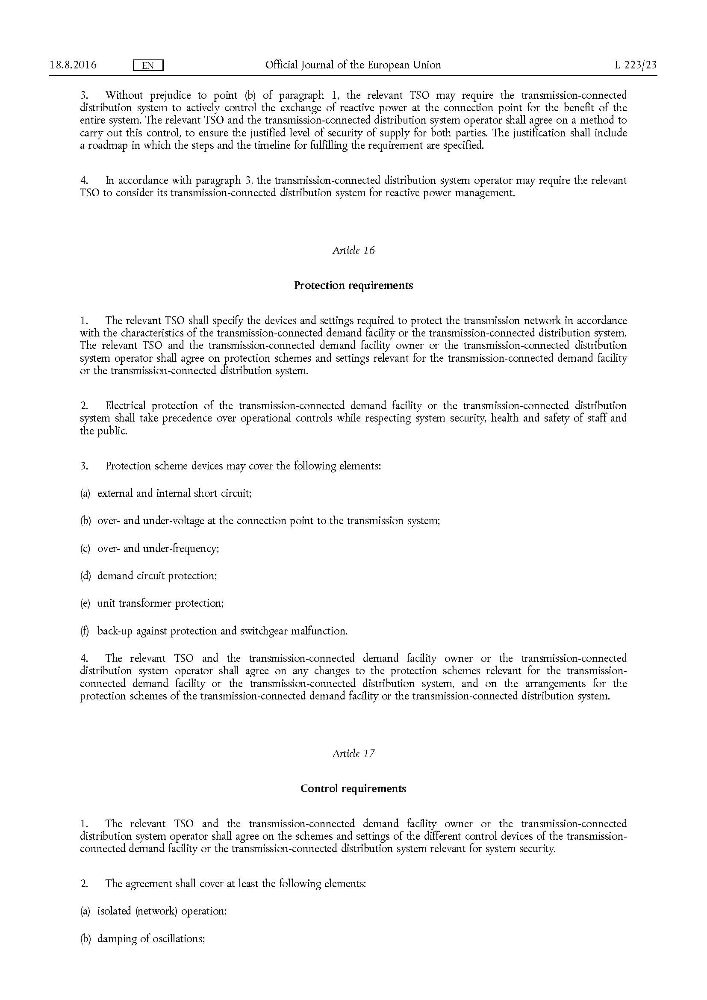 18.8.2016 EN Official Journal of the European Union L 223/23
3. Without prejudice to point (b) of paragraph 1, the relevant TSO may require the transmission-connected
distribution system to actively control the exchange of reactive power at the connection point for the benefit of the
entire system. The relevant TSO and the transmission-connected distribution system operator shall agree on a method to
carry out this control, to ensure the justified level of security of supply for both parties. The justification shall include
a roadmap in which the steps and the timeline for fulfilling the requirement are specified.
4. In accordance with paragraph 3, the transmission-connected distribution system operator may require the relevant
TSO to consider its transmission-connected distribution system for reactive power management.
Article 16
Protection requirements
1. The relevant TSO shall specify the devices and settings required to protect the transmission network in accordance
with the characteristics of the transmission-connected demand facility or the transmission-connected distribution system.
The relevant TSO and the transmission-connected demand facility owner or the transmission-connected distribution
system operator shall agree on protection schemes and settings relevant for the transmission-connected demand facility
or the transmission-connected distribution system.
2. Electrical protection of the transmission-connected demand facility or the transmission-connected distribution
system shall take precedence over operational controls while respecting system security, health and safety of staff and
the public.
3. Protection scheme devices may cover the following elements:
(a) external and internal short circuit;
(b) over- and under-voltage at the connection point to the transmission system;
(c) over- and under-frequency;
(d) demand circuit protection;
(e) unit transformer protection;
(f) back-up against protection and switchgear malfunction.
4. The relevant TSO and the transmission-connected demand facility owner or the transmission-connected
distribution system operator shall agree on any changes to the protection schemes relevant for the transmission-
connected demand facility or the transmission-connected distribution system, and on the arrangements for the
protection schemes of the transmission-connected demand facility or the transmission-connected distribution system.
Article 17
Control requirements
1. The relevant TSO and the transmission-connected demand facility owner or the transmission-connected
distribution system operator shall agree on the schemes and settings of the different control devices of the transmission-
connected demand facility or the transmission-connected distribution system relevant for system security.
2. The agreement shall cover at least the following elements:
(a) isolated (network) operation;
(b) damping of oscillations;